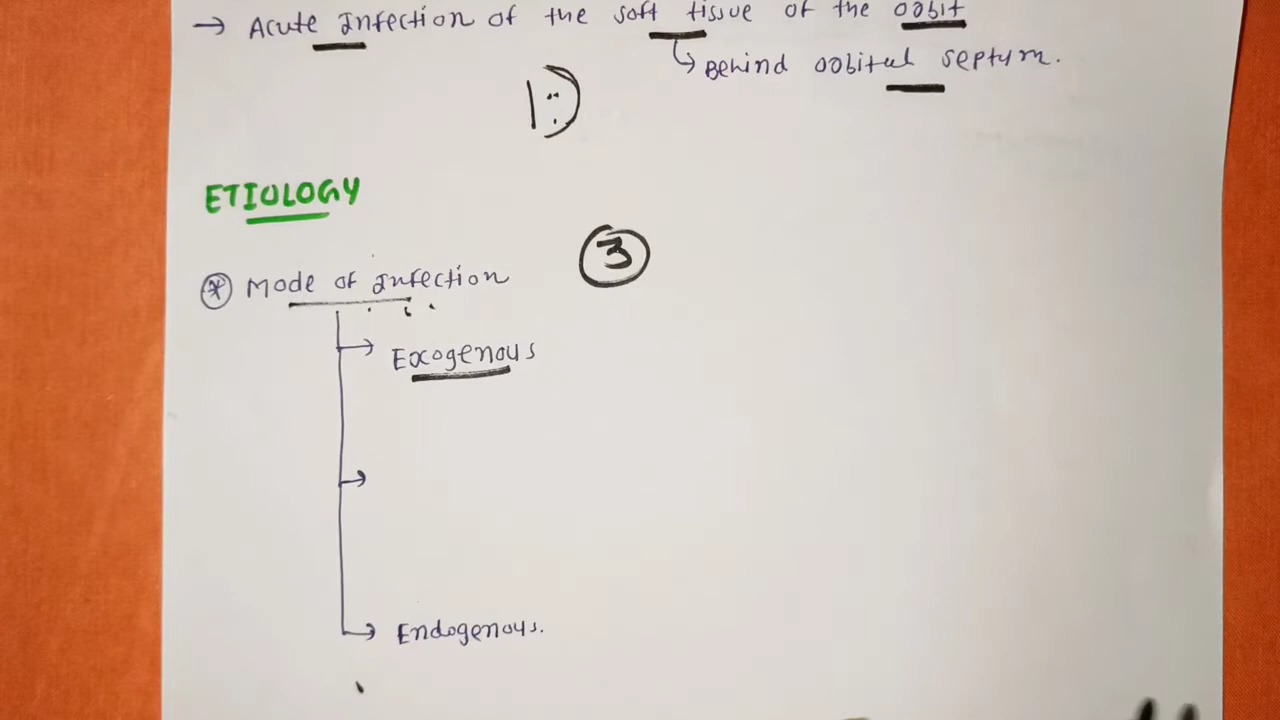 → Acute Infection of the soft tissue of the orbit
↳ Behind orbital septum.
ETIOLOGY
* Mode of Infection
3
→ Exogenous
→ Endogenous.